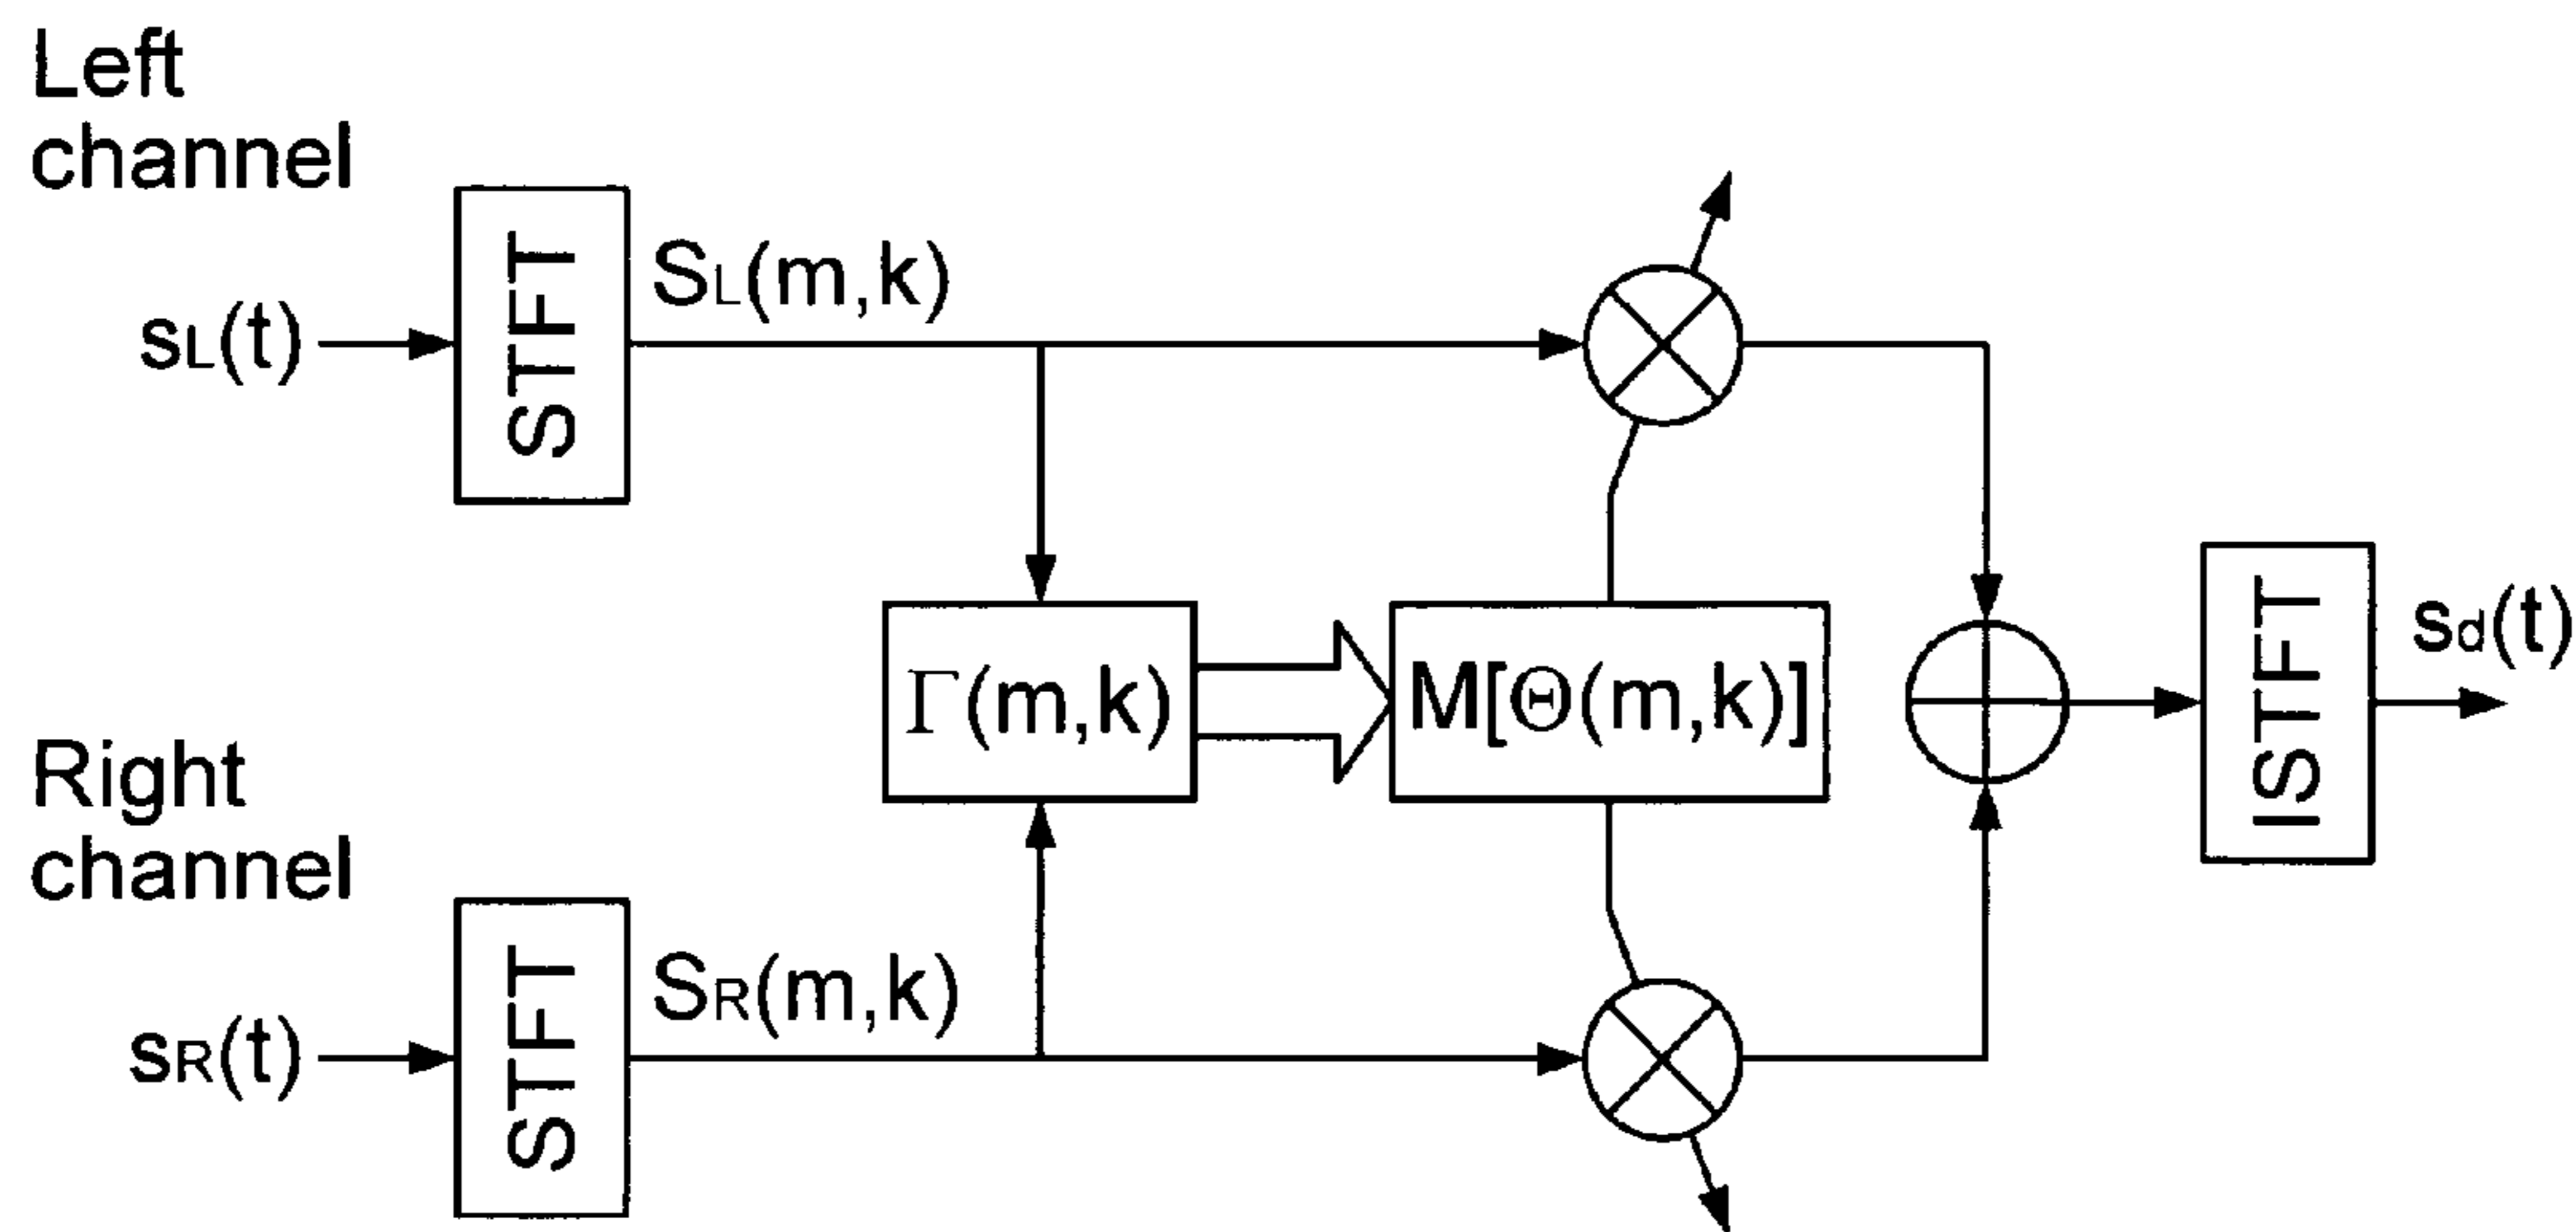 Left
channel
STFT
SL(m,k)
sL(t)
Γ(m,k)
M[Θ(m,k)]
ISTFT
sd(t)
Right
channel
STFT
SR(m,k)
sR(t)